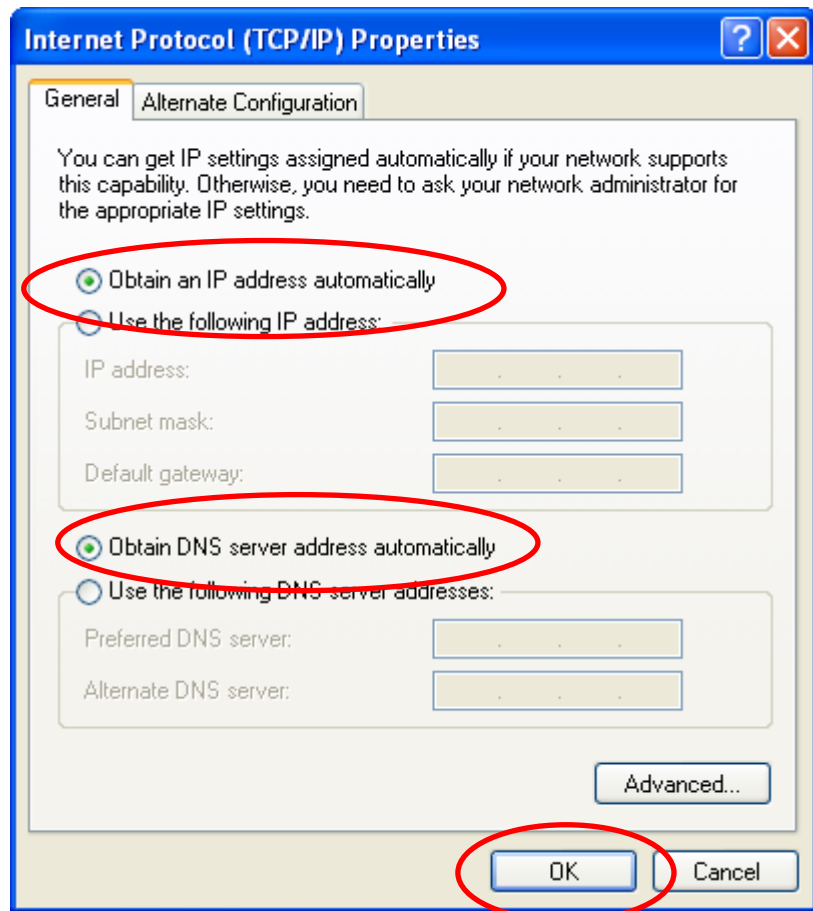 Internet Protocol (TCP/IP) Properties
General
Alternate Configuration
You can get IP settings assigned automatically if your network supports
this capability. Otherwise, you need to ask your network administrator for
the appropriate IP settings.
Obtain an IP address automatically
Use the following IP address:
IP address:
Subnet mask:
Default gateway:
Obtain DNS server address automatically
Use the following DNS server addresses:
Preferred DNS server:
Alternate DNS server:
Advanced...
OK
Cancel